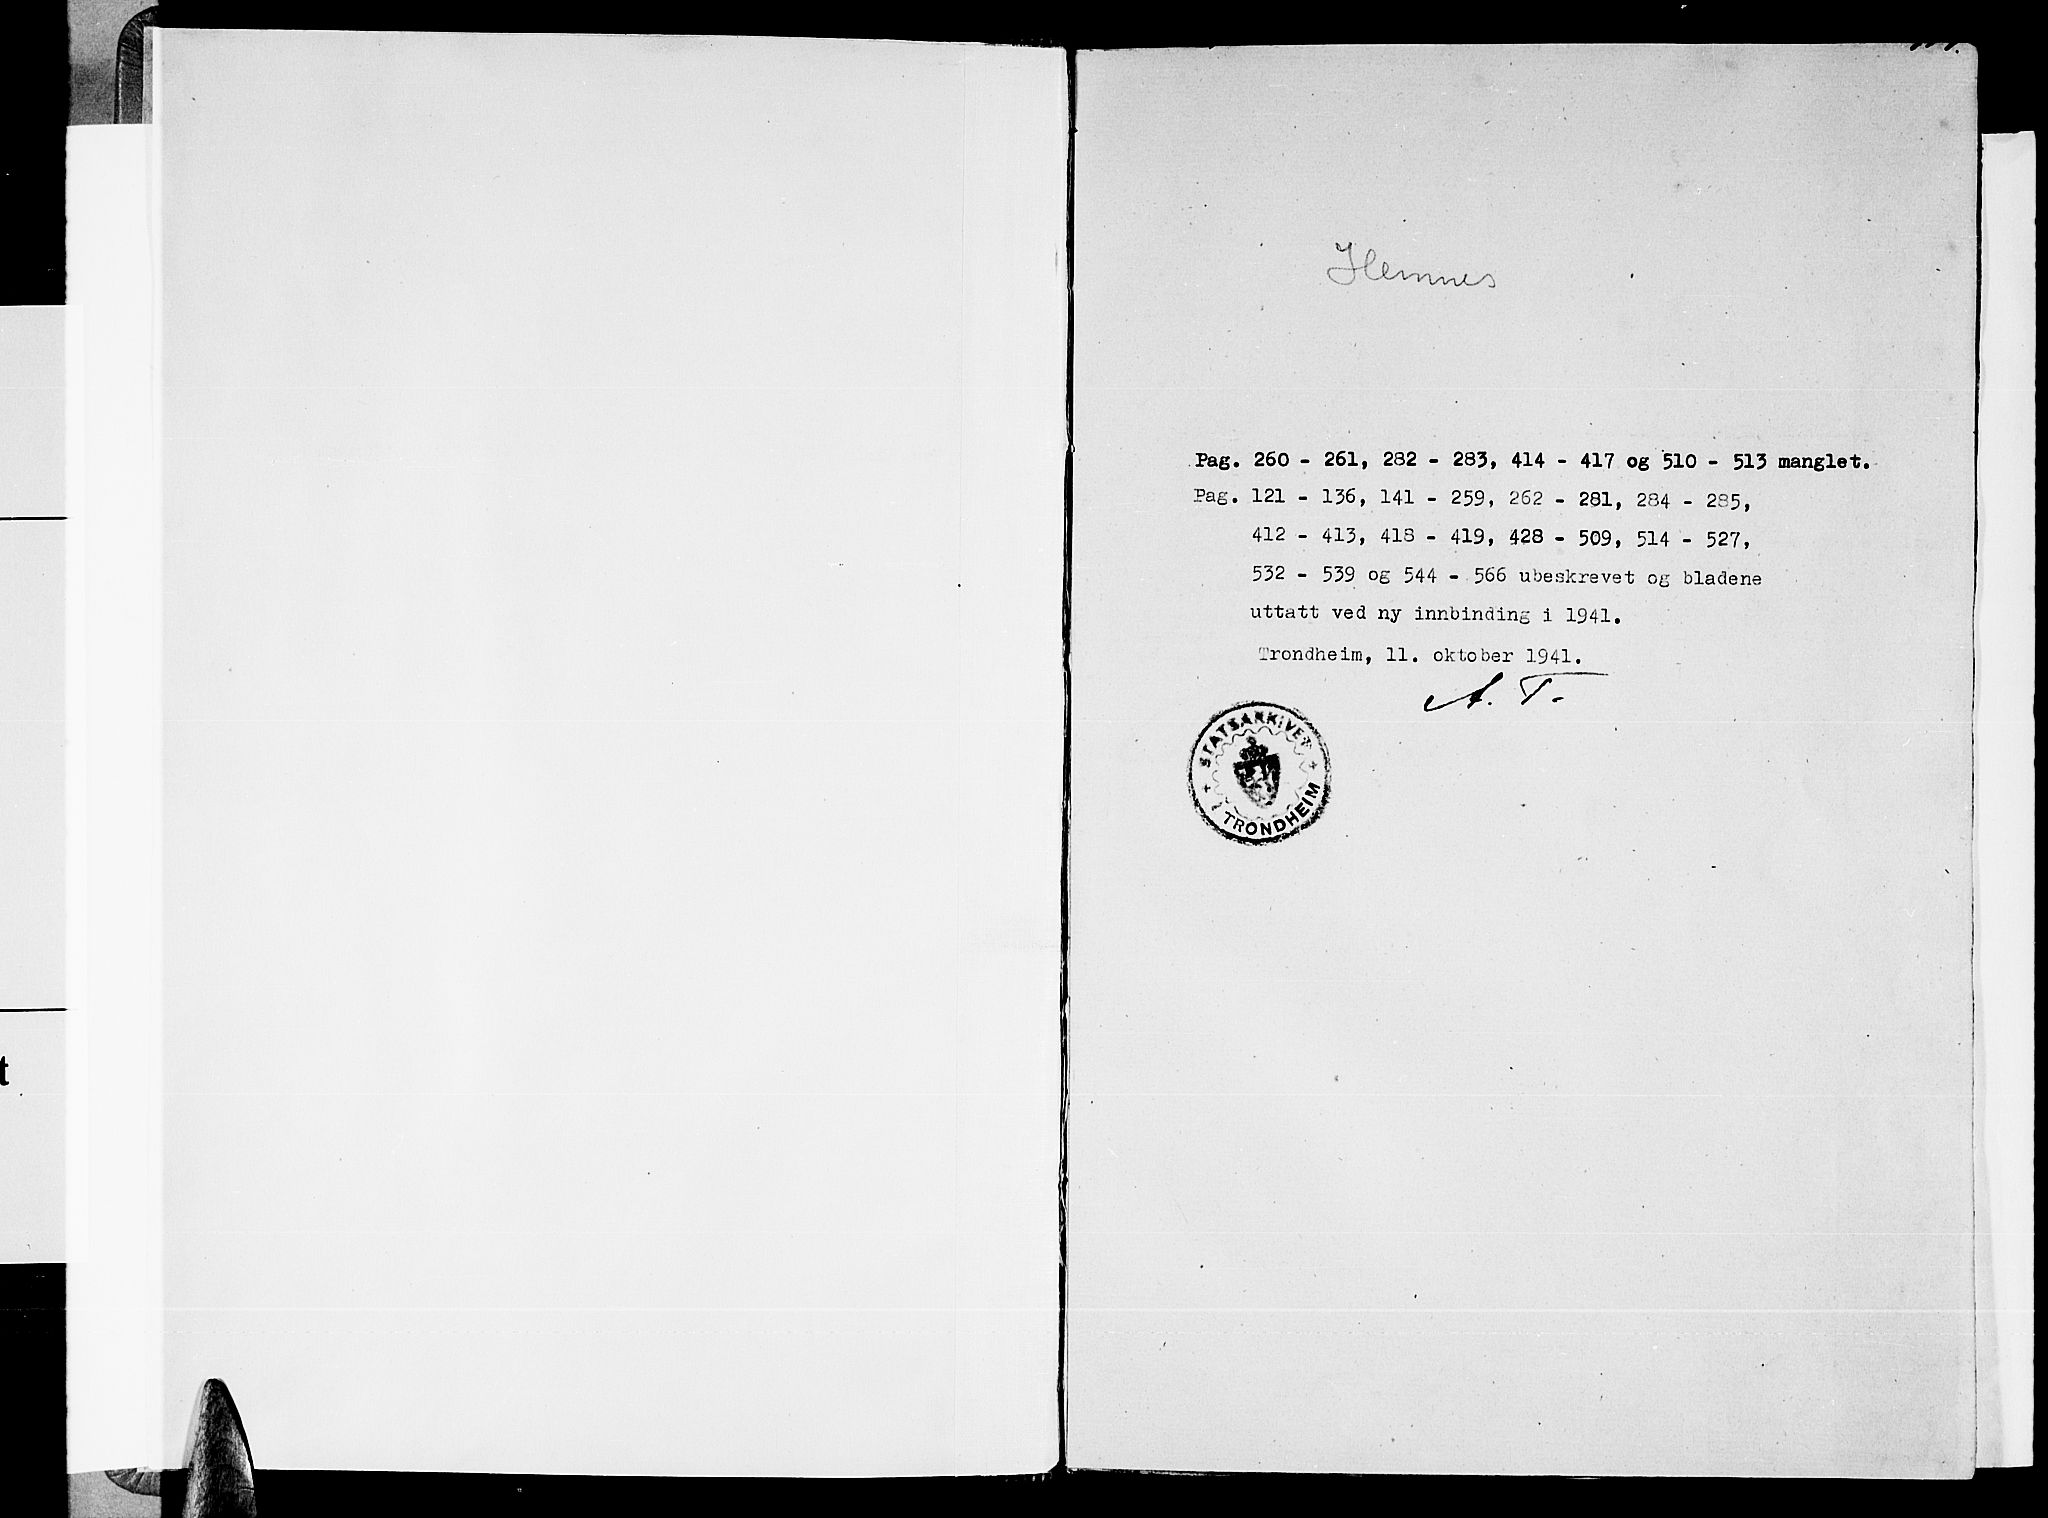 Hemnes
Pag. 260 - 261, 282 - 283, 414 - 417 og 510 - 513 manglet.
Pag. 121 - 136, 141 - 259, 262 - 281, 284 - 285,
412 - 413, 418 - 419, 428 - 509, 514 - 527,
532 - 539 og 544 - 566 ubeskrevet og bladene
uttatt ved ny innbinding i 1941.
Trondheim, 11. oktober 1941.
A. T.
STATSARKIVET
I TRONDHEIM
t